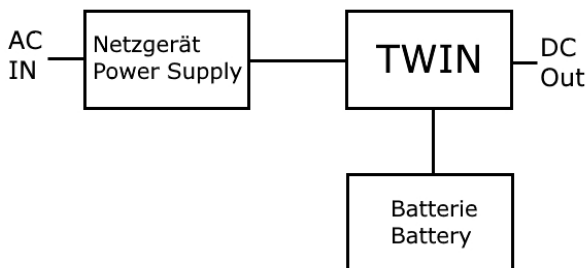 AC
IN
Netzgerät
Power Supply
TWIN
DC
Out
Batterie
Battery